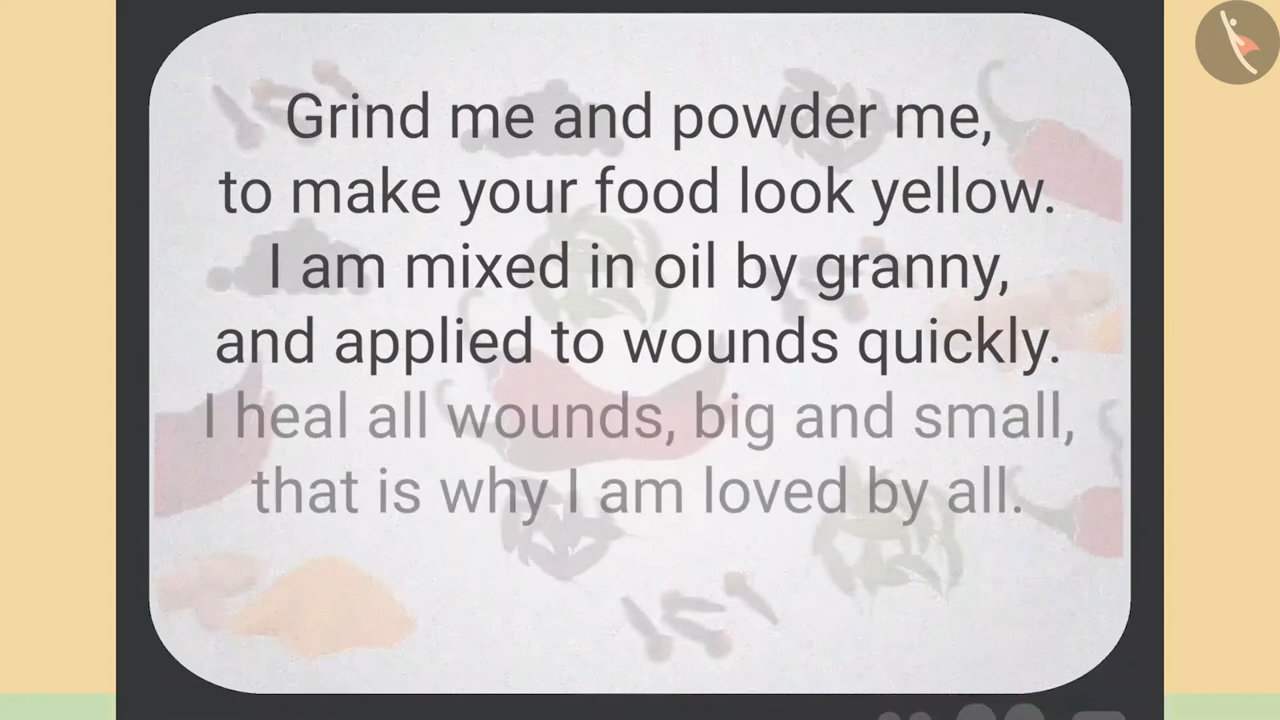 Grind me and powder me,
to make your food look yellow.
I am mixed in oil by granny,
and applied to wounds quickly.
I heal all wounds, big and small,
that is why I am loved by all.